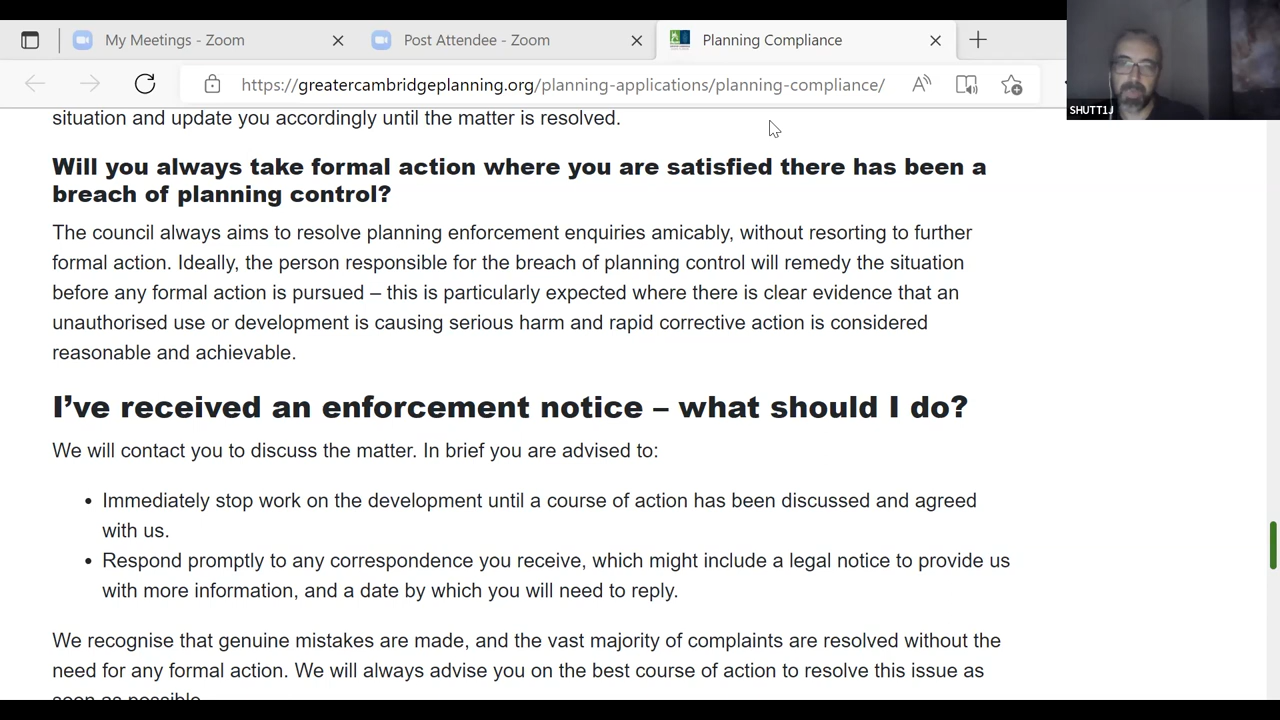 My Meetings - Zoom
Post Attendee - Zoom
Planning Compliance
https://greatercambridgeplanning.org/planning-applications/planning-compliance/
SHUTT1J
situation and update you accordingly until the matter is resolved.
Will you always take formal action where you are satisfied there has been a
breach of planning control?
The council always aims to resolve planning enforcement enquiries amicably, without resorting to further
formal action. Ideally, the person responsible for the breach of planning control will remedy the situation
before any formal action is pursued – this is particularly expected where there is clear evidence that an
unauthorised use or development is causing serious harm and rapid corrective action is considered
reasonable and achievable.
I’ve received an enforcement notice – what should I do?
We will contact you to discuss the matter. In brief you are advised to:
• Immediately stop work on the development until a course of action has been discussed and agreed
with us.
• Respond promptly to any correspondence you receive, which might include a legal notice to provide us
with more information, and a date by which you will need to reply.
We recognise that genuine mistakes are made, and the vast majority of complaints are resolved without the
need for any formal action. We will always advise you on the best course of action to resolve this issue as
soon as possible.